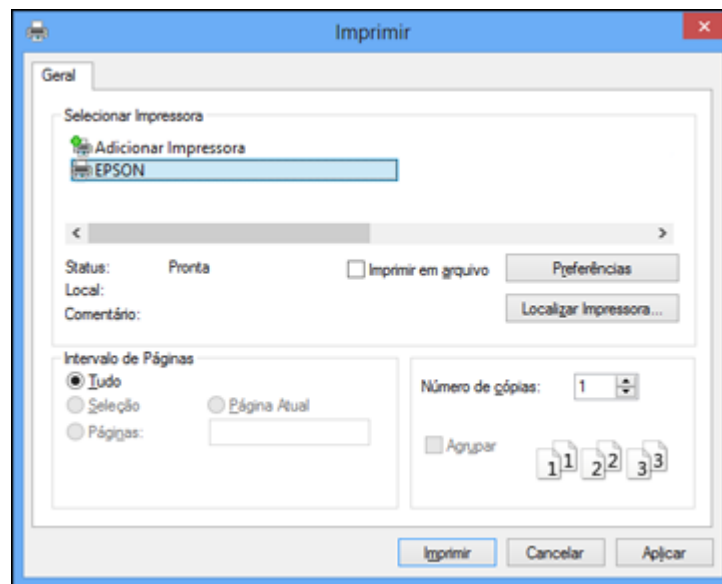 Imprimir
Geral
Selecionar Impressora
Adicionar Impressora
EPSON
Status: Pronta
Imprimir em arquivo
Preferências
Local:
Localizar Impressora...
Comentário:
Intervalo de Páginas
Tudo
Seleção
Página Atual
Páginas:
Número de cópias: 1
Agrupar
1 1 2 2 3 3
Imprimir
Cancelar
Aplicar